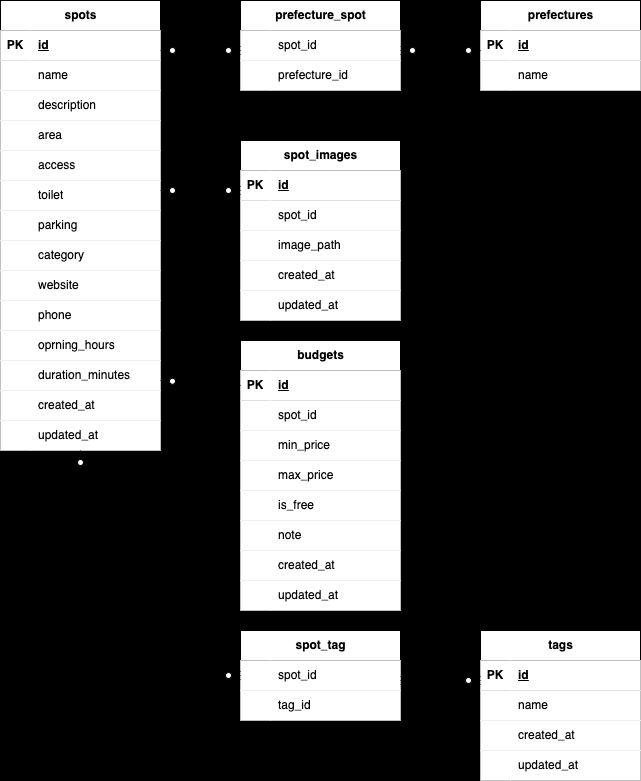 spots
PK id
name
description
area
access
toilet
parking
category
website
phone
oprning_hours
duration_minutes
created_at
updated_at
prefecture_spot
spot_id
prefecture_id
prefectures
PK id
name
spot_images
PK id
spot_id
image_path
created_at
updated_at
budgets
PK id
spot_id
min_price
max_price
is_free
note
created_at
updated_at
spot_tag
spot_id
tag_id
tags
PK id
name
created_at
updated_at